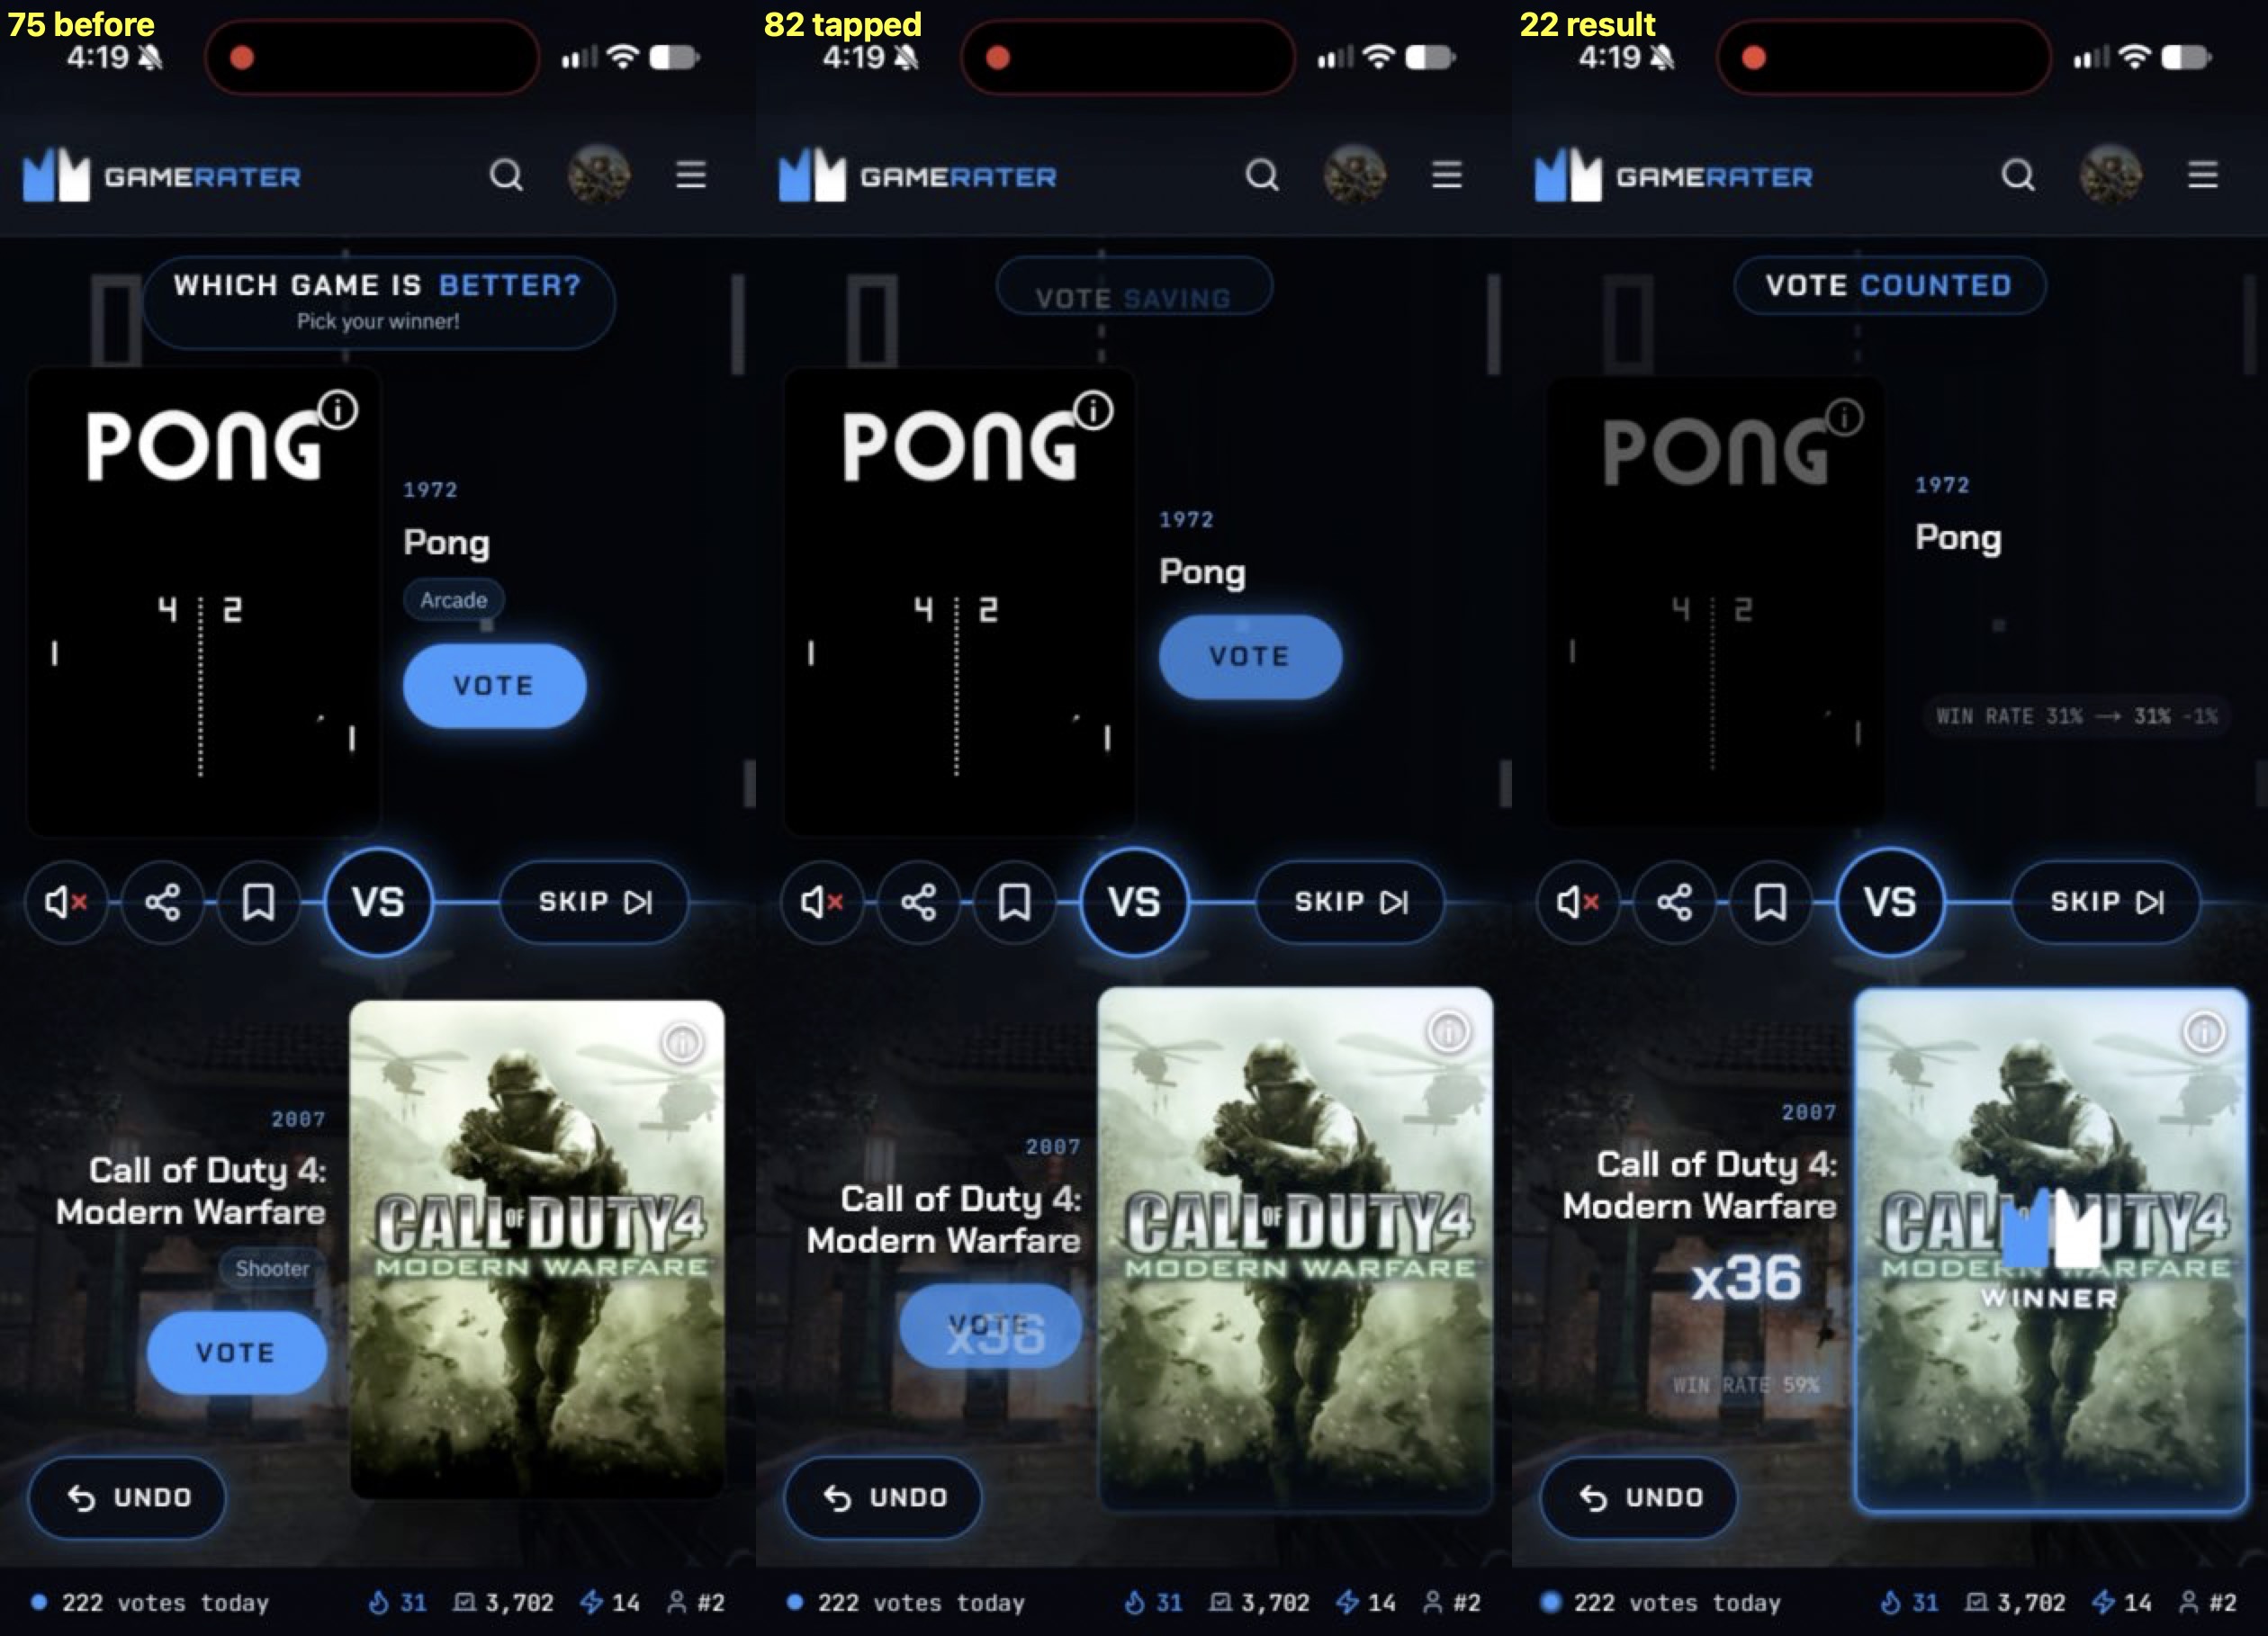 75 before
4:19
GAMERATER
WHICH GAME IS BETTER?
Pick your winner!
PONG
4 2
1972
Pong
Arcade
VOTE
VS
SKIP
2007
Call of Duty 4:
Modern Warfare
Shooter
VOTE
CALL OF DUTY 4
MODERN WARFARE
UNDO
222 votes today
31
3,702
14
#2
82 tapped
4:19
GAMERATER
VOTE SAVING
PONG
4 2
1972
Pong
VOTE
VS
SKIP
2007
Call of Duty 4:
Modern Warfare
VOTE
x36
CALL OF DUTY 4
MODERN WARFARE
UNDO
222 votes today
31
3,702
14
#2
22 result
4:19
GAMERATER
VOTE COUNTED
PONG
4 2
1972
Pong
WIN RATE 31% → 31% -1%
VS
SKIP
2007
Call of Duty 4:
Modern Warfare
x36
WIN RATE 59%
CALL DUTY4
MODERN WARFARE
WINNER
UNDO
222 votes today
31
3,702
14
#2